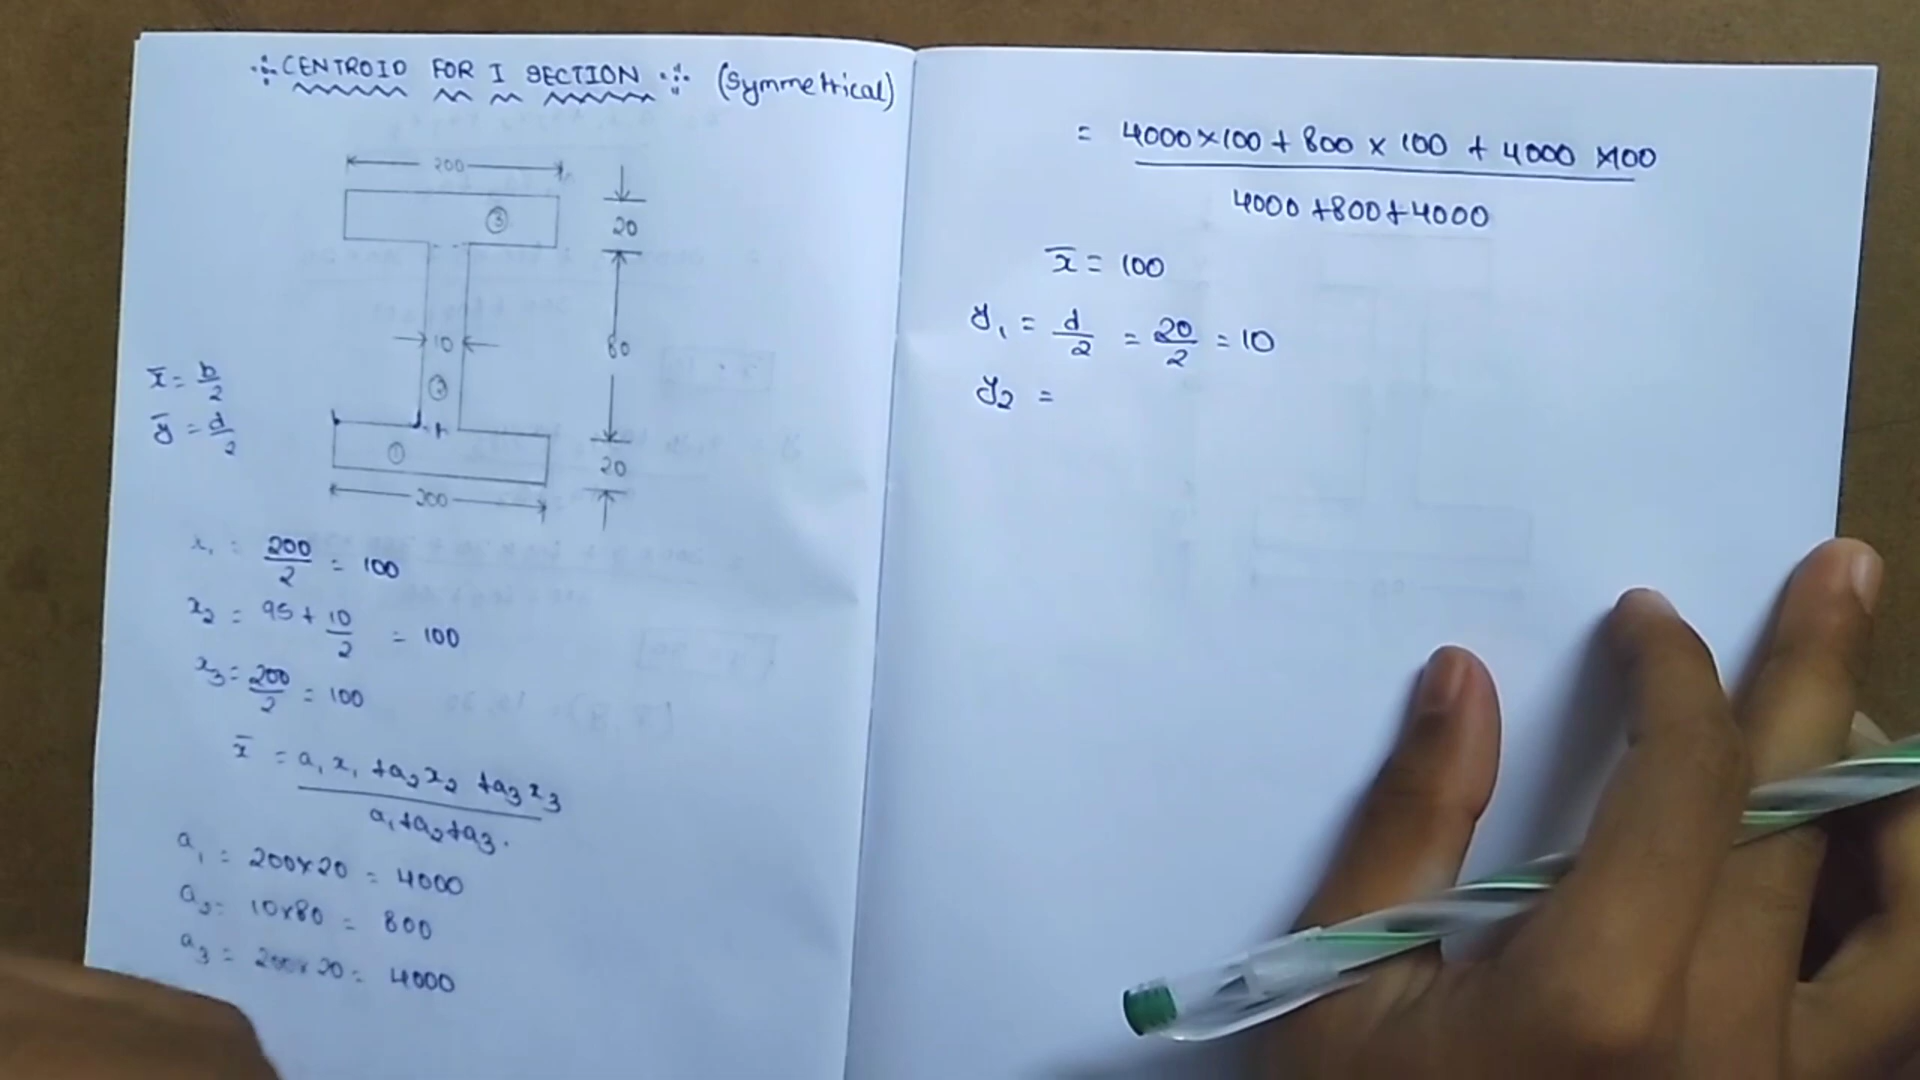 CENTROID FOR I SECTION (Symmetrical)
200
③
20
10
80
②
x̄ = b/2
ȳ = d/2
①
20
200
x₁ = 200/2 = 100
x₂ = 95 + 10/2 = 100
x₃ = 200/2 = 100
x̄ = a₁x₁ + a₂x₂ + a₃x₃ / a₁+a₂+a₃.
a₁ = 200×20 = 4000
a₂ = 10×80 = 800
a₃ = 200×20 = 4000
= 4000×100 + 800 × 100 + 4000 ×100 / 4000 + 800 + 4000
x̄ = 100
y₁ = d/2 = 20/2 = 10
y₂ =